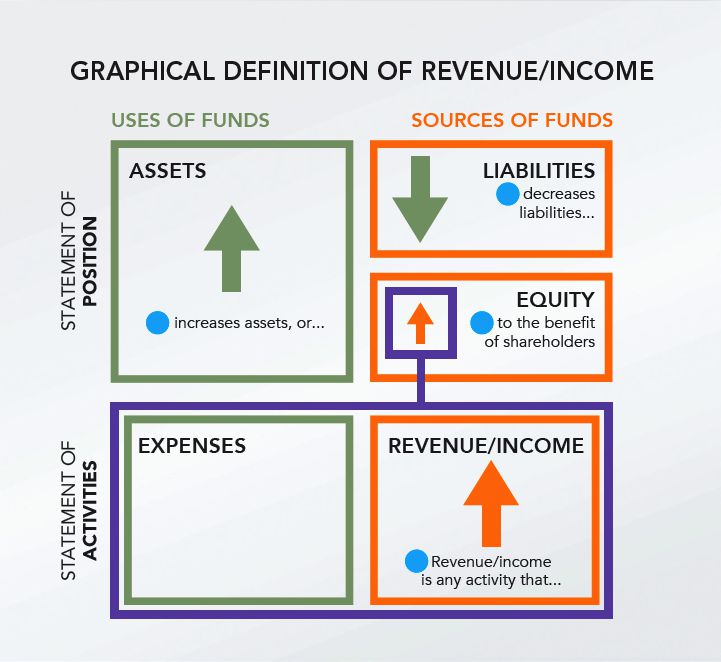 GRAPHICAL DEFINITION OF REVENUE/INCOME
USES OF FUNDS
SOURCES OF FUNDS
STATEMENT OF
POSITION
ASSETS
increases assets, or...
LIABILITIES
decreases
liabilities...
EQUITY
to the benefit
of shareholders
STATEMENT OF
ACTIVITIES
EXPENSES
REVENUE/INCOME
Revenue/income
is any activity that...